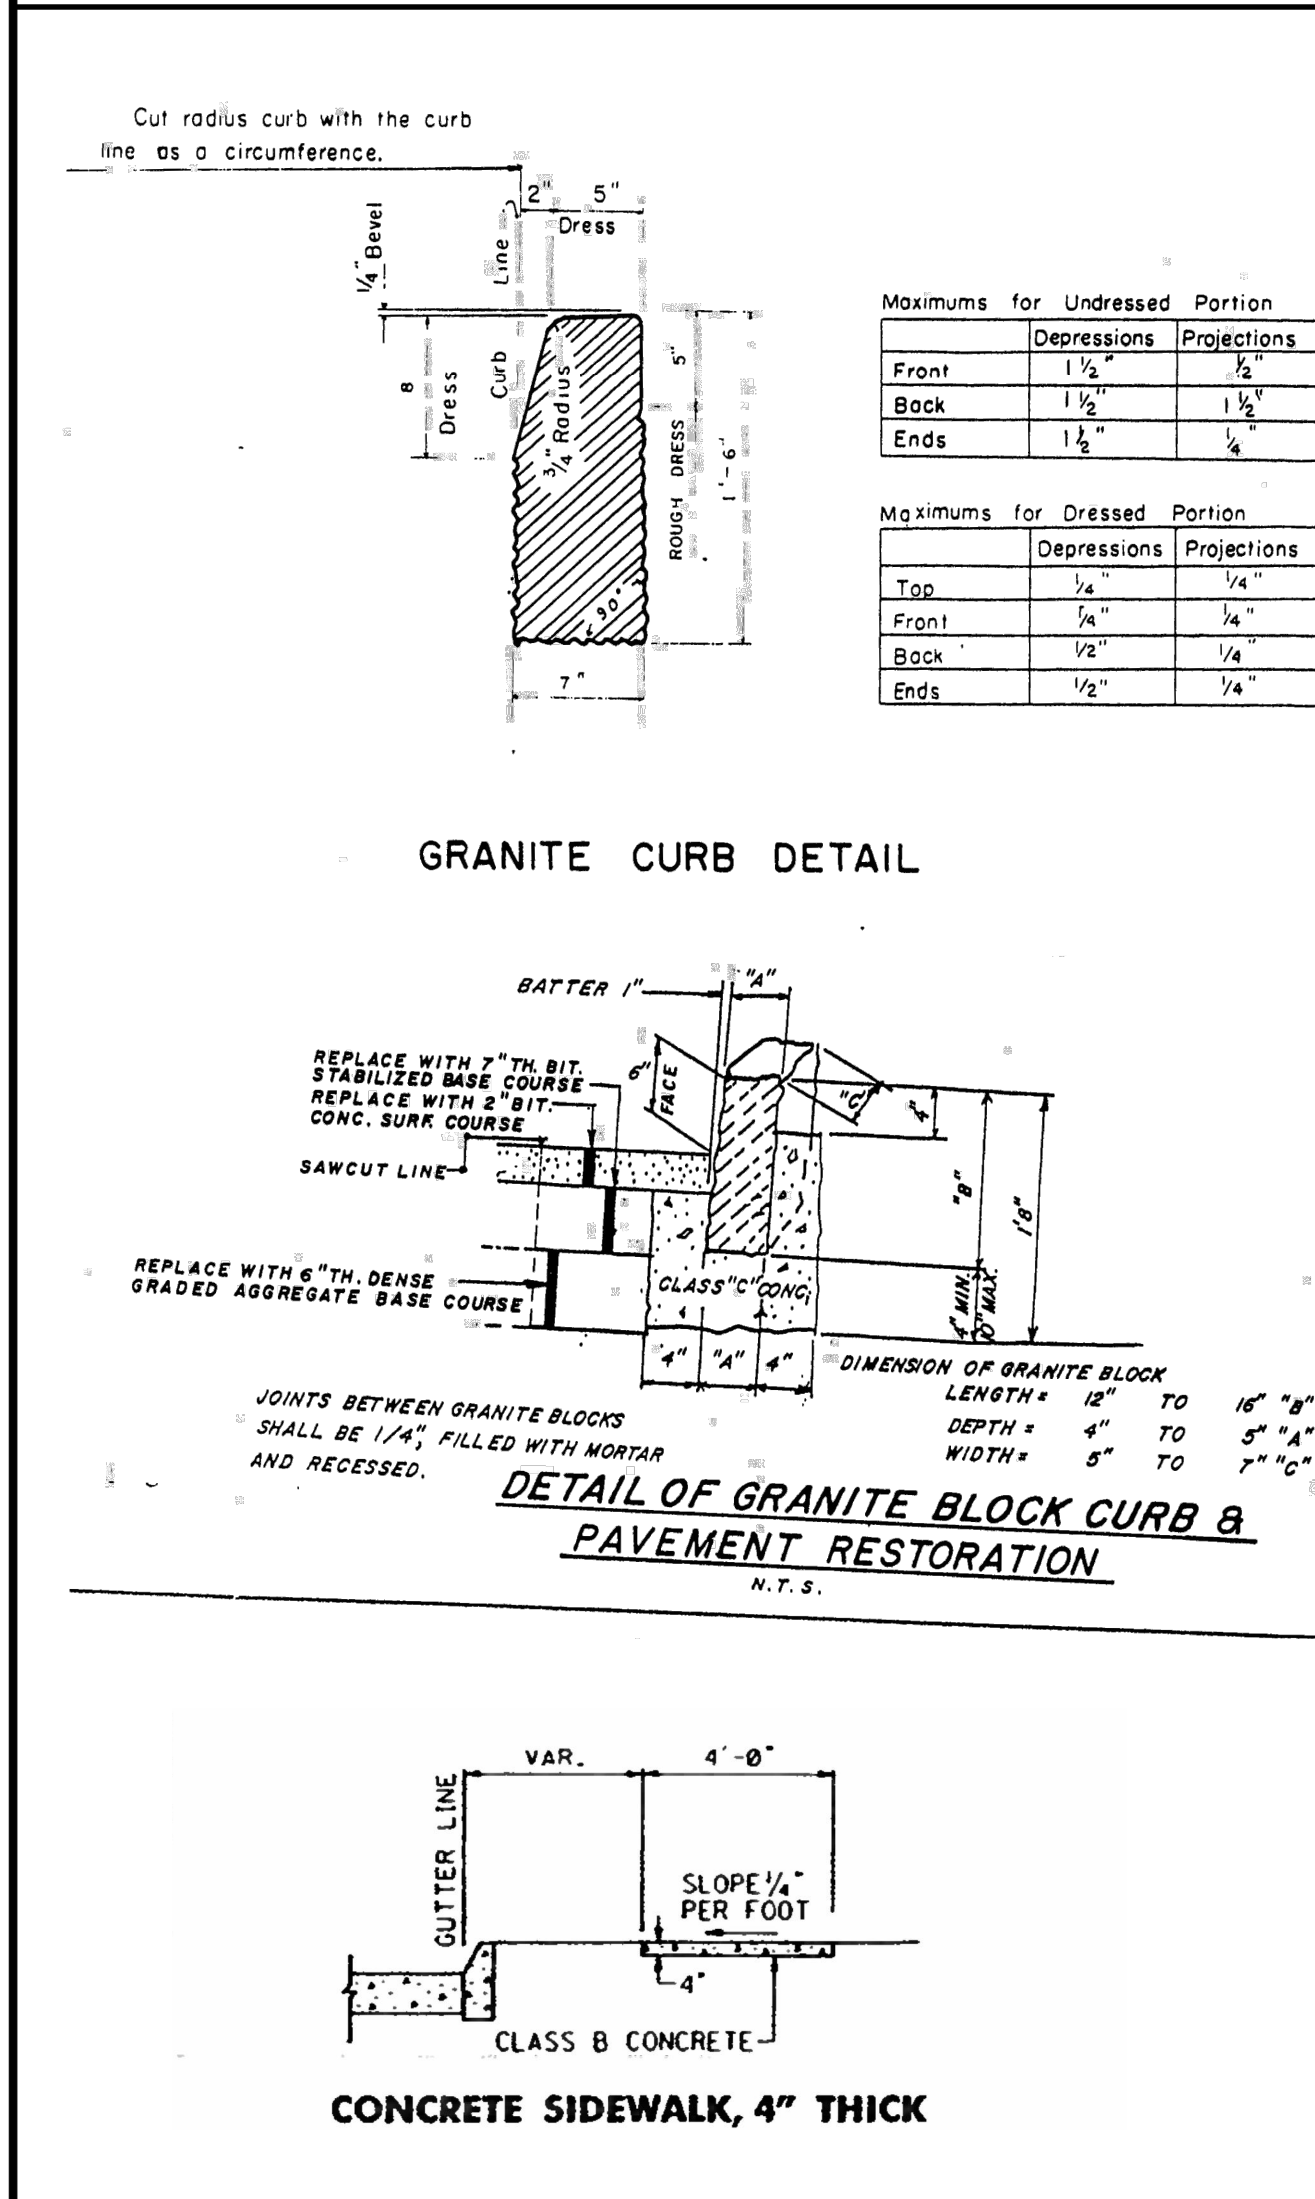 Cut radius curb with the curb
line as a circumference.
2" 5"
Dress
1/4" Bevel
Curb Line
8
Dress
3/4" Radius
5"
ROUGH DRESS
1'-6"
90°
7"
Maximums for Undressed Portion
Depressions Projections
Front 1 1/2" 1/2"
Back 1 1/2" 1 1/2"
Ends 1 1/2" 1/4"
Maximums for Dressed Portion
Depressions Projections
Top 1/4" 1/4"
Front 1/4" 1/4"
Back 1/2" 1/4"
Ends 1/2" 1/4"
GRANITE CURB DETAIL
BATTER 1" "A"
REPLACE WITH 7" TH. BIT.
STABILIZED BASE COURSE
REPLACE WITH 2" BIT.
CONC. SURF. COURSE
SAWCUT LINE
6"
FACE
"C"
4"
"B"
1'8"
REPLACE WITH 6" TH. DENSE
GRADED AGGREGATE BASE COURSE
CLASS "C" CONC.
4" MIN.
10" MAX.
4" "A" 4"
DIMENSION OF GRANITE BLOCK
LENGTH = 12" TO 16" "B"
DEPTH = 4" TO 5" "A"
WIDTH = 5" TO 7" "C"
JOINTS BETWEEN GRANITE BLOCKS
SHALL BE 1/4", FILLED WITH MORTAR
AND RECESSED.
DETAIL OF GRANITE BLOCK CURB &
PAVEMENT RESTORATION
N.T.S.
VAR. 4'-0"
GUTTER LINE
SLOPE 1/4"
PER FOOT
4"
CLASS B CONCRETE
CONCRETE SIDEWALK, 4" THICK